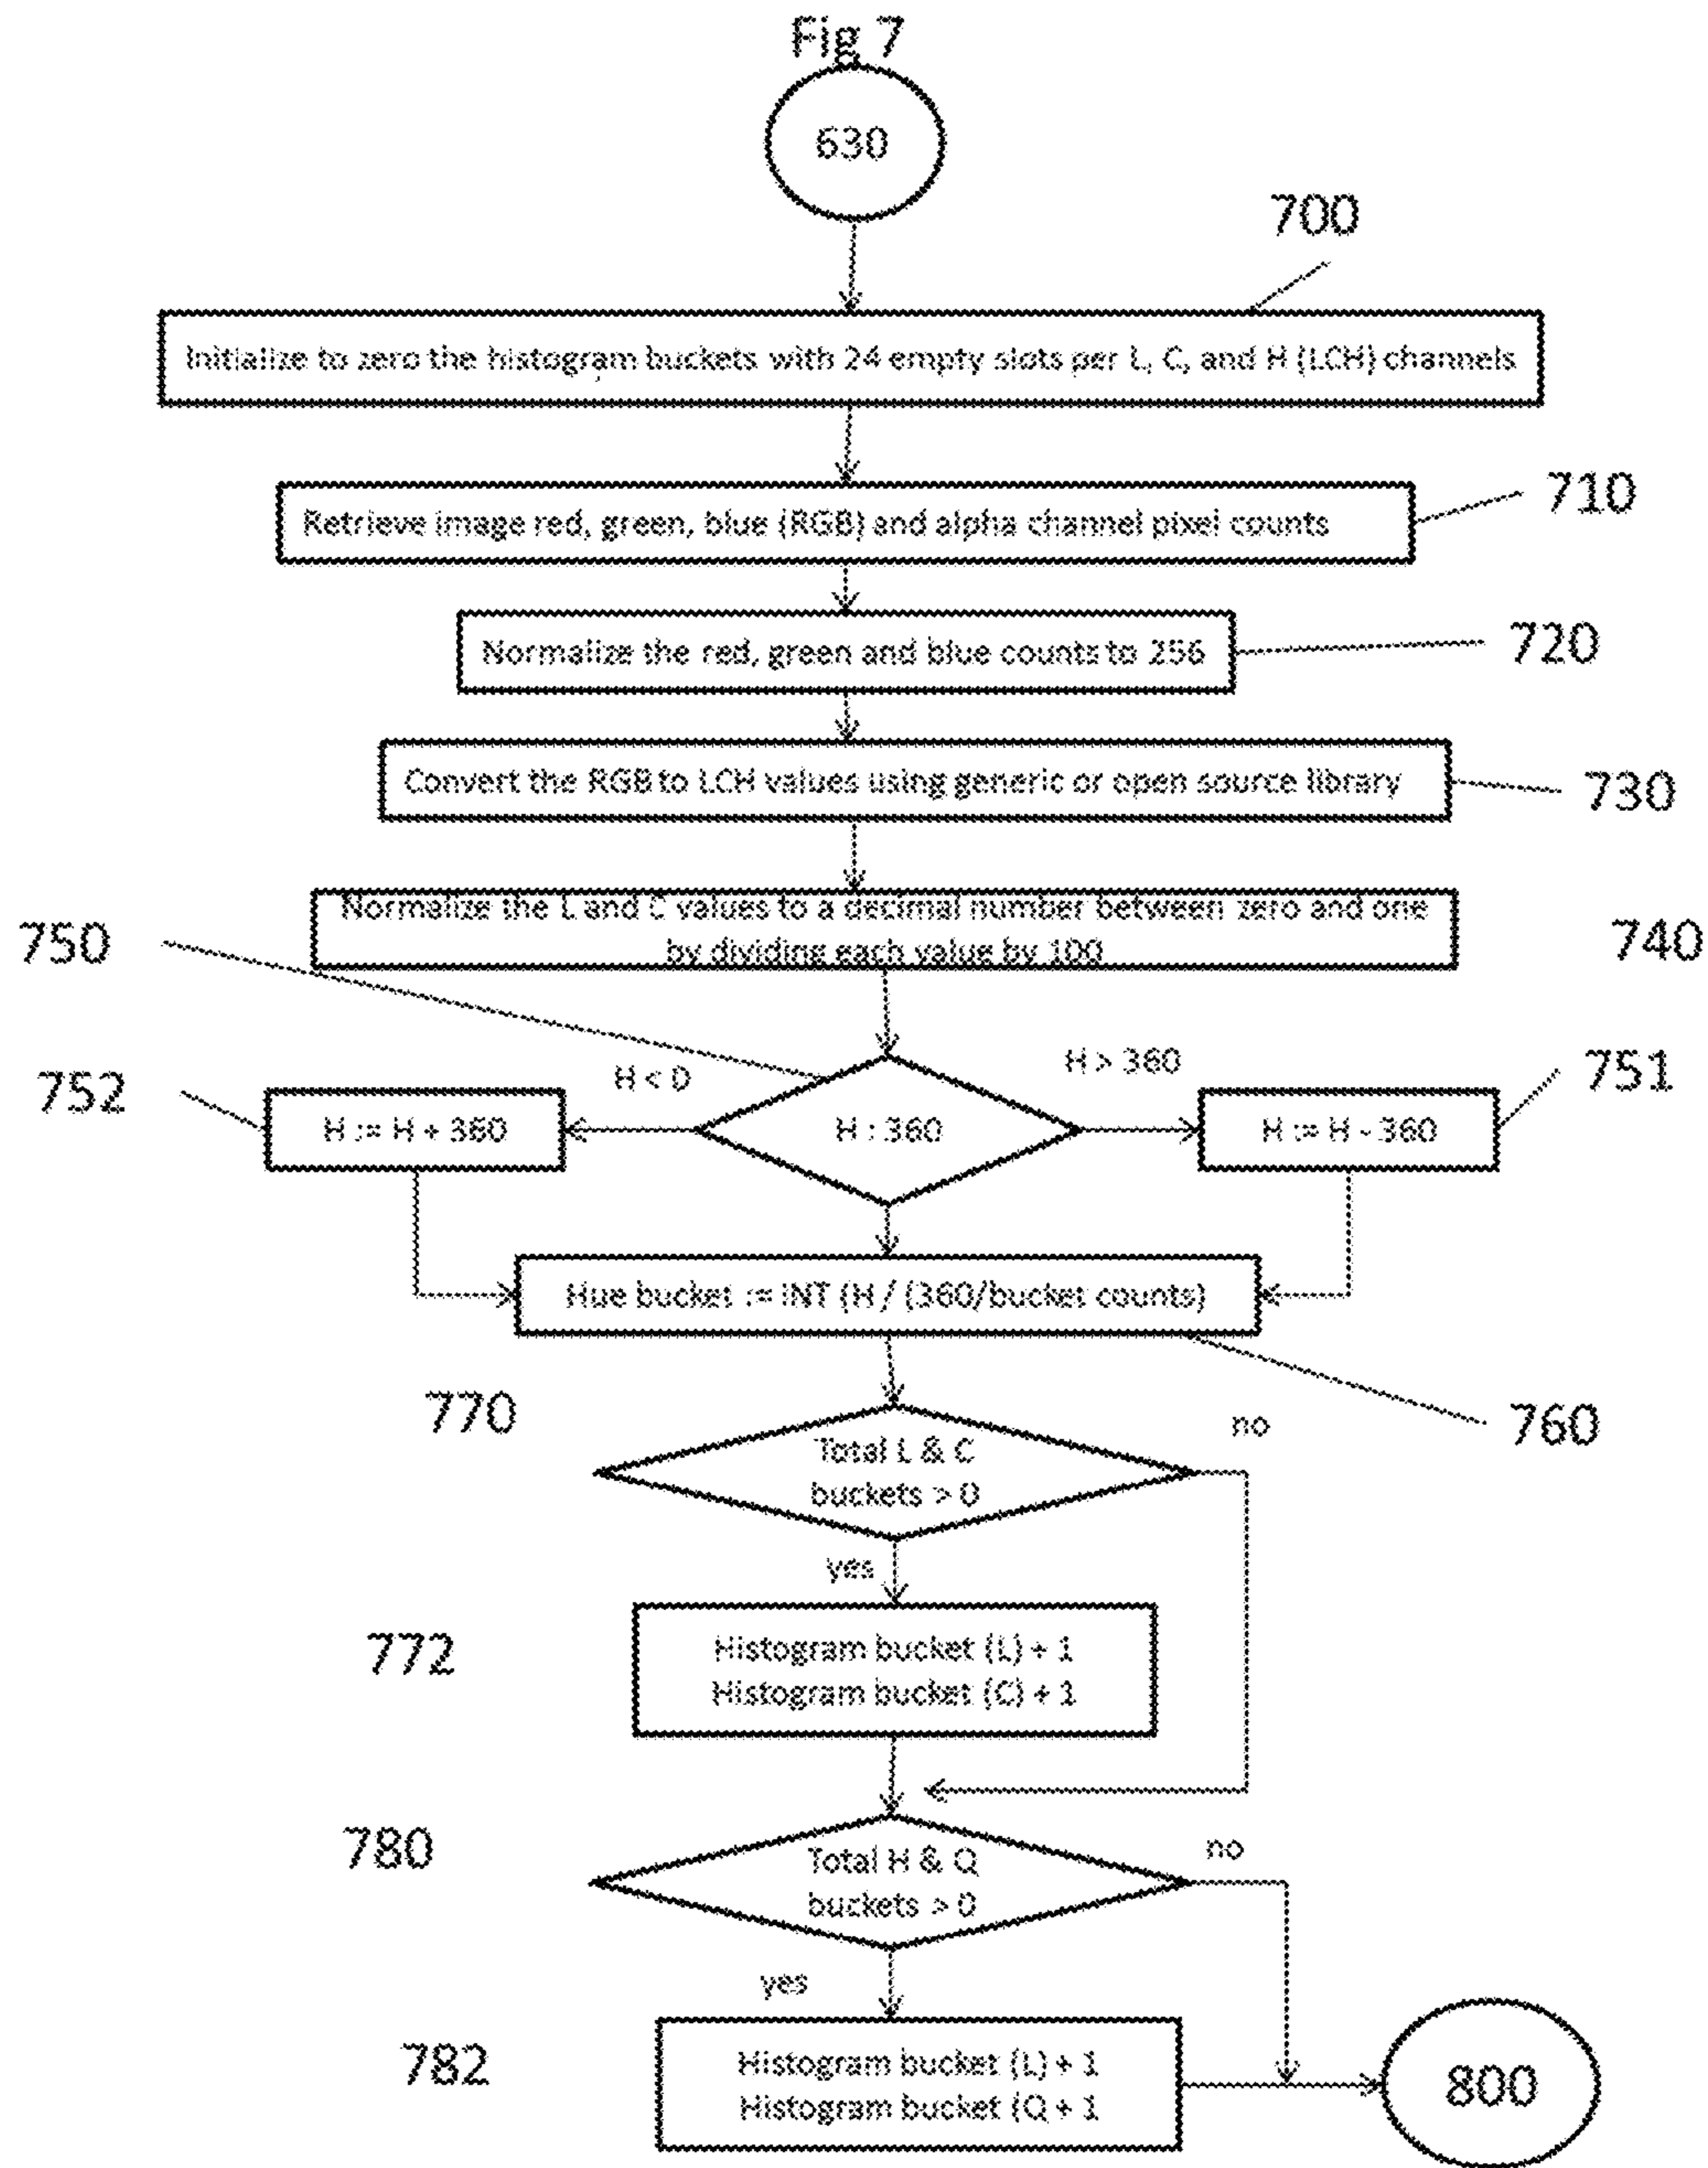 Fig 7
630
700
Initialize to zero the histogram buckets with 24 empty slots per L, C, and H (LCH) channels
710
Retrieve image red, green, blue (RGB) and alpha channel pixel counts
720
Normalize the red, green and blue counts to 256
730
Convert the RGB to LCH values using generic or open source library
740
Normalize the L and C values to a decimal number between zero and one
by dividing each value by 100
750
H < 0
H > 360
751
752
H := H + 360
H : 360
H := H - 360
Hue bucket := INT (H / (360/bucket counts)
760
770
no
Total L & C
buckets > 0
yes
772
Histogram bucket (L) + 1
Histogram bucket (C) + 1
780
no
Total H & Q
buckets > 0
yes
782
Histogram bucket (L) + 1
Histogram bucket (Q + 1
800